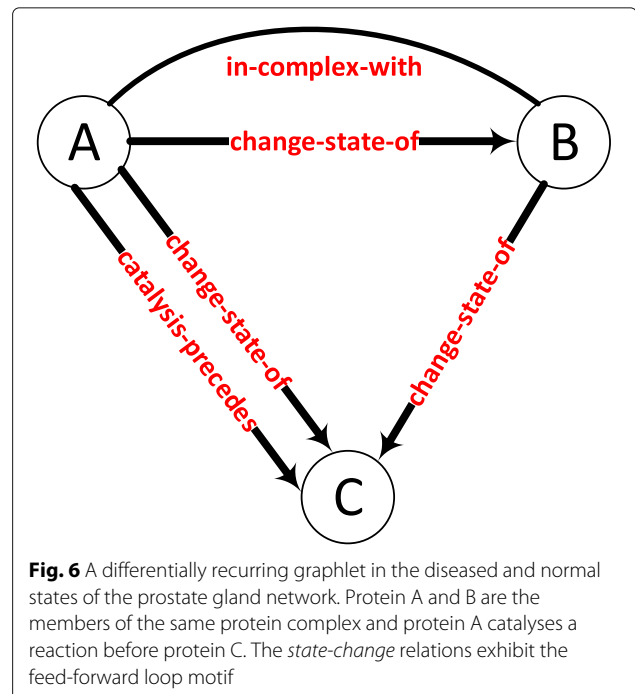 in-complex-with
A
change-state-of
B
change-state-of
catalysis-precedes
change-state-of
C
Fig. 6 A differentially recurring graphlet in the diseased and normal
states of the prostate gland network. Protein A and B are the
members of the same protein complex and protein A catalyses a
reaction before protein C. The state-change relations exhibit the
feed-forward loop motif